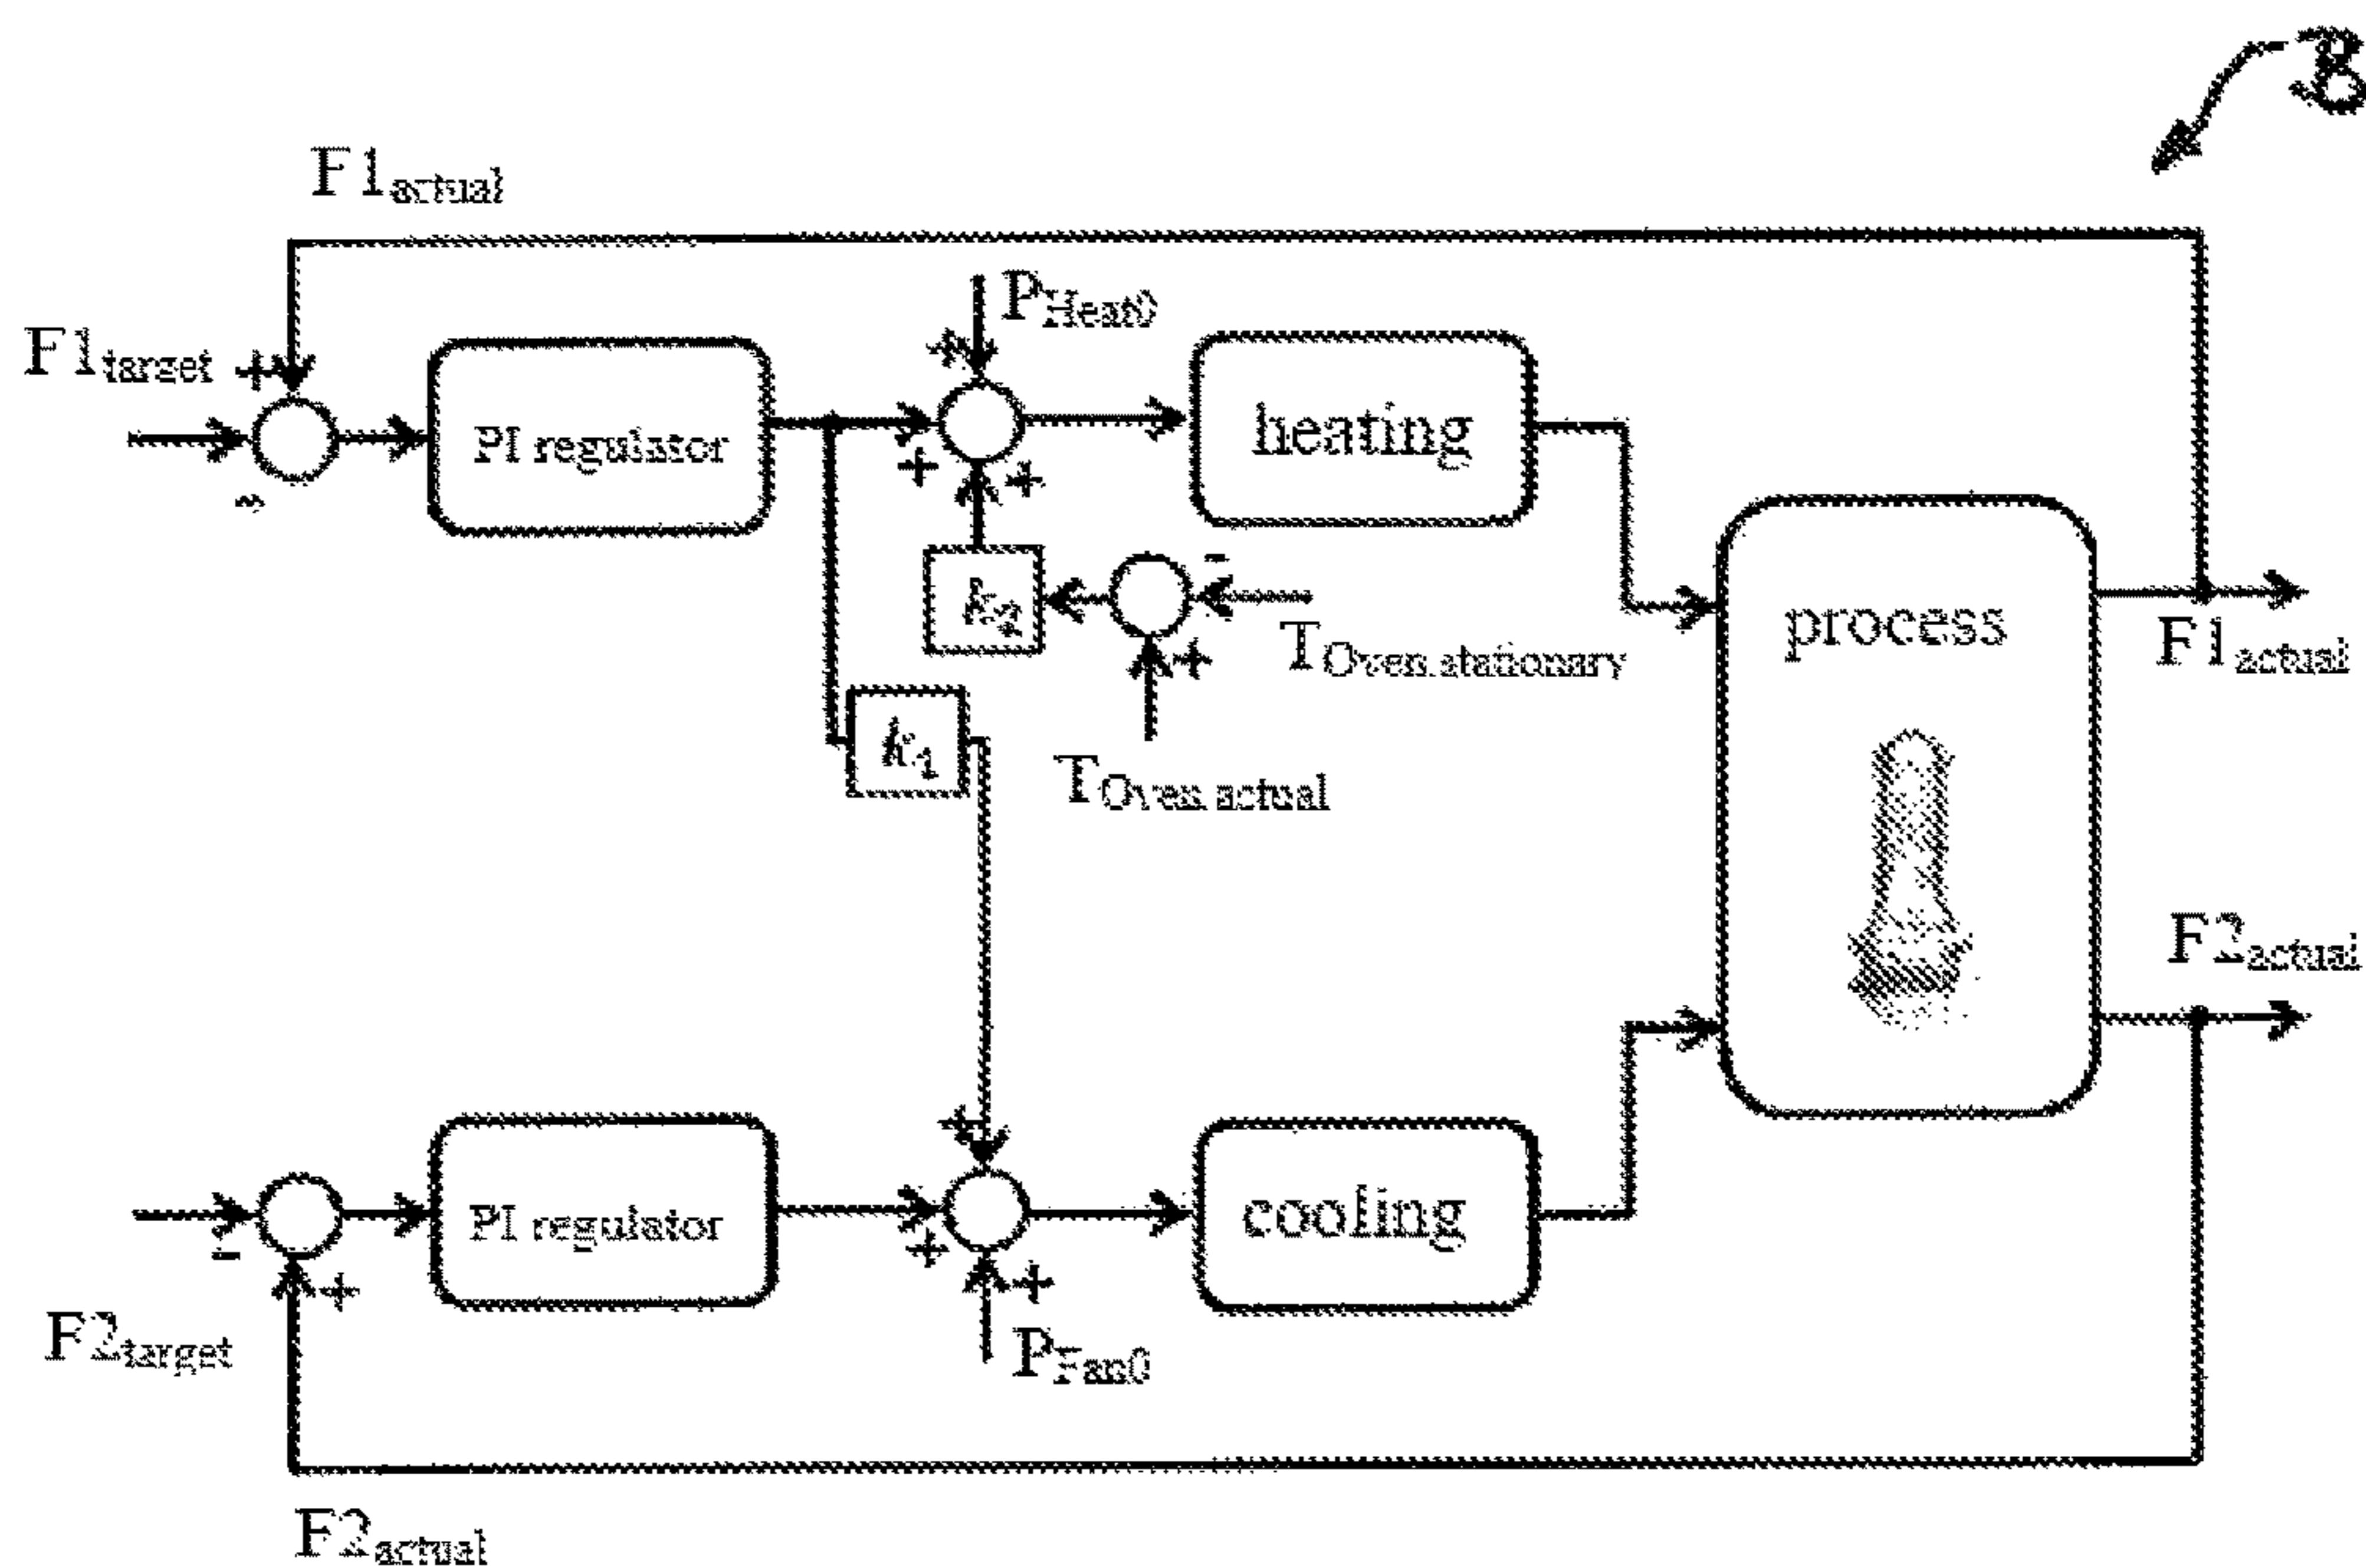 8
F1actual
PHeat0
F1target
+
+
PI regulator
heating
+
+
-
-
k2
process
TOven stationary
+
F1actual
k1
TOven actual
F2actual
+
PI regulator
cooling
-
+
+
+
F2target
PFan0
F2actual